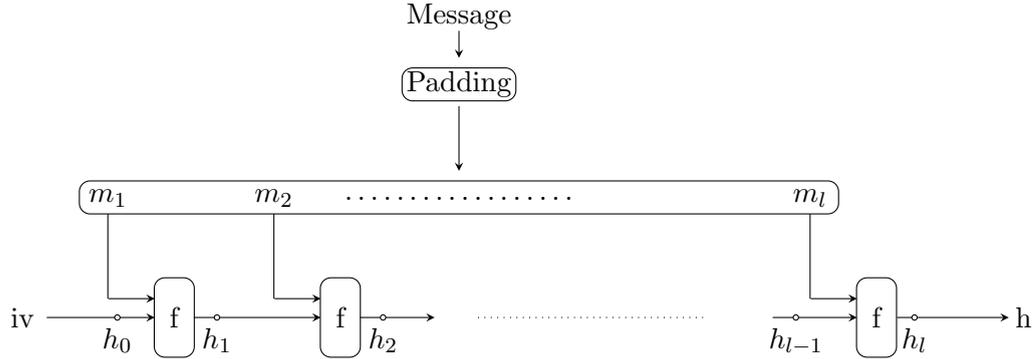 Message
Padding
m₁ m₂ .................. mₗ
iv f f f h
h₀ h₁ h₂ hₗ₋₁ hₗ